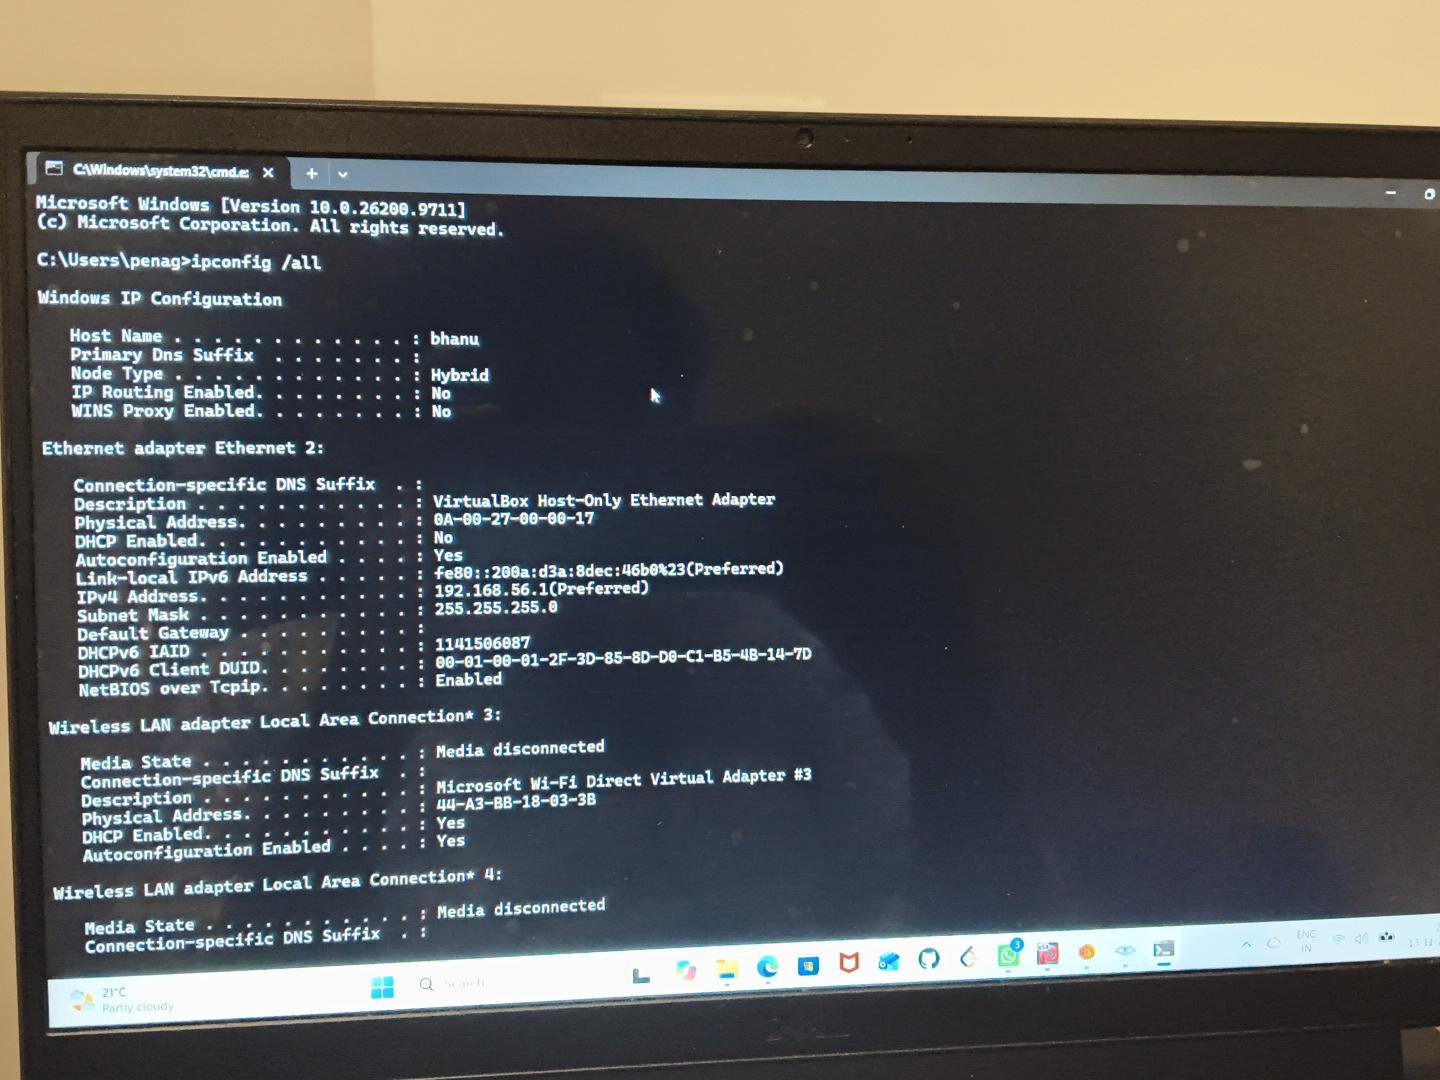 C:\Windows\system32\cmd.e:
Microsoft Windows [Version 10.0.26200.9711]
(c) Microsoft Corporation. All rights reserved.
C:\Users\penag>ipconfig /all
Windows IP Configuration
Host Name . . . . . . . . . . . . : bhanu
Primary Dns Suffix . . . . . . . :
Node Type . . . . . . . . . . . . : Hybrid
IP Routing Enabled. . . . . . . . : No
WINS Proxy Enabled. . . . . . . . : No
Ethernet adapter Ethernet 2:
Connection-specific DNS Suffix . :
Description . . . . . . . . . . . : VirtualBox Host-Only Ethernet Adapter
Physical Address. . . . . . . . . : 0A-00-27-00-00-17
DHCP Enabled. . . . . . . . . . . : No
Autoconfiguration Enabled . . . . : Yes
Link-local IPv6 Address . . . . . : fe80::200a:d3a:8dec:46b0%23(Preferred)
IPv4 Address. . . . . . . . . . . : 192.168.56.1(Preferred)
Subnet Mask . . . . . . . . . . . : 255.255.255.0
Default Gateway . . . . . . . . . :
DHCPv6 IAID . . . . . . . . . . . : 1141506087
DHCPv6 Client DUID. . . . . . . . : 00-01-00-01-2F-3D-85-8D-D0-C1-B5-4B-14-7D
NetBIOS over Tcpip. . . . . . . . : Enabled
Wireless LAN adapter Local Area Connection* 3:
Media State . . . . . . . . . . . : Media disconnected
Connection-specific DNS Suffix . :
Description . . . . . . . . . . . : Microsoft Wi-Fi Direct Virtual Adapter #3
Physical Address. . . . . . . . . : 44-A3-BB-18-03-3B
DHCP Enabled. . . . . . . . . . . : Yes
Autoconfiguration Enabled . . . . : Yes
Wireless LAN adapter Local Area Connection* 4:
Media State . . . . . . . . . . . : Media disconnected
Connection-specific DNS Suffix . :
21°C
Partly cloudy
Search
3
ENG
IN